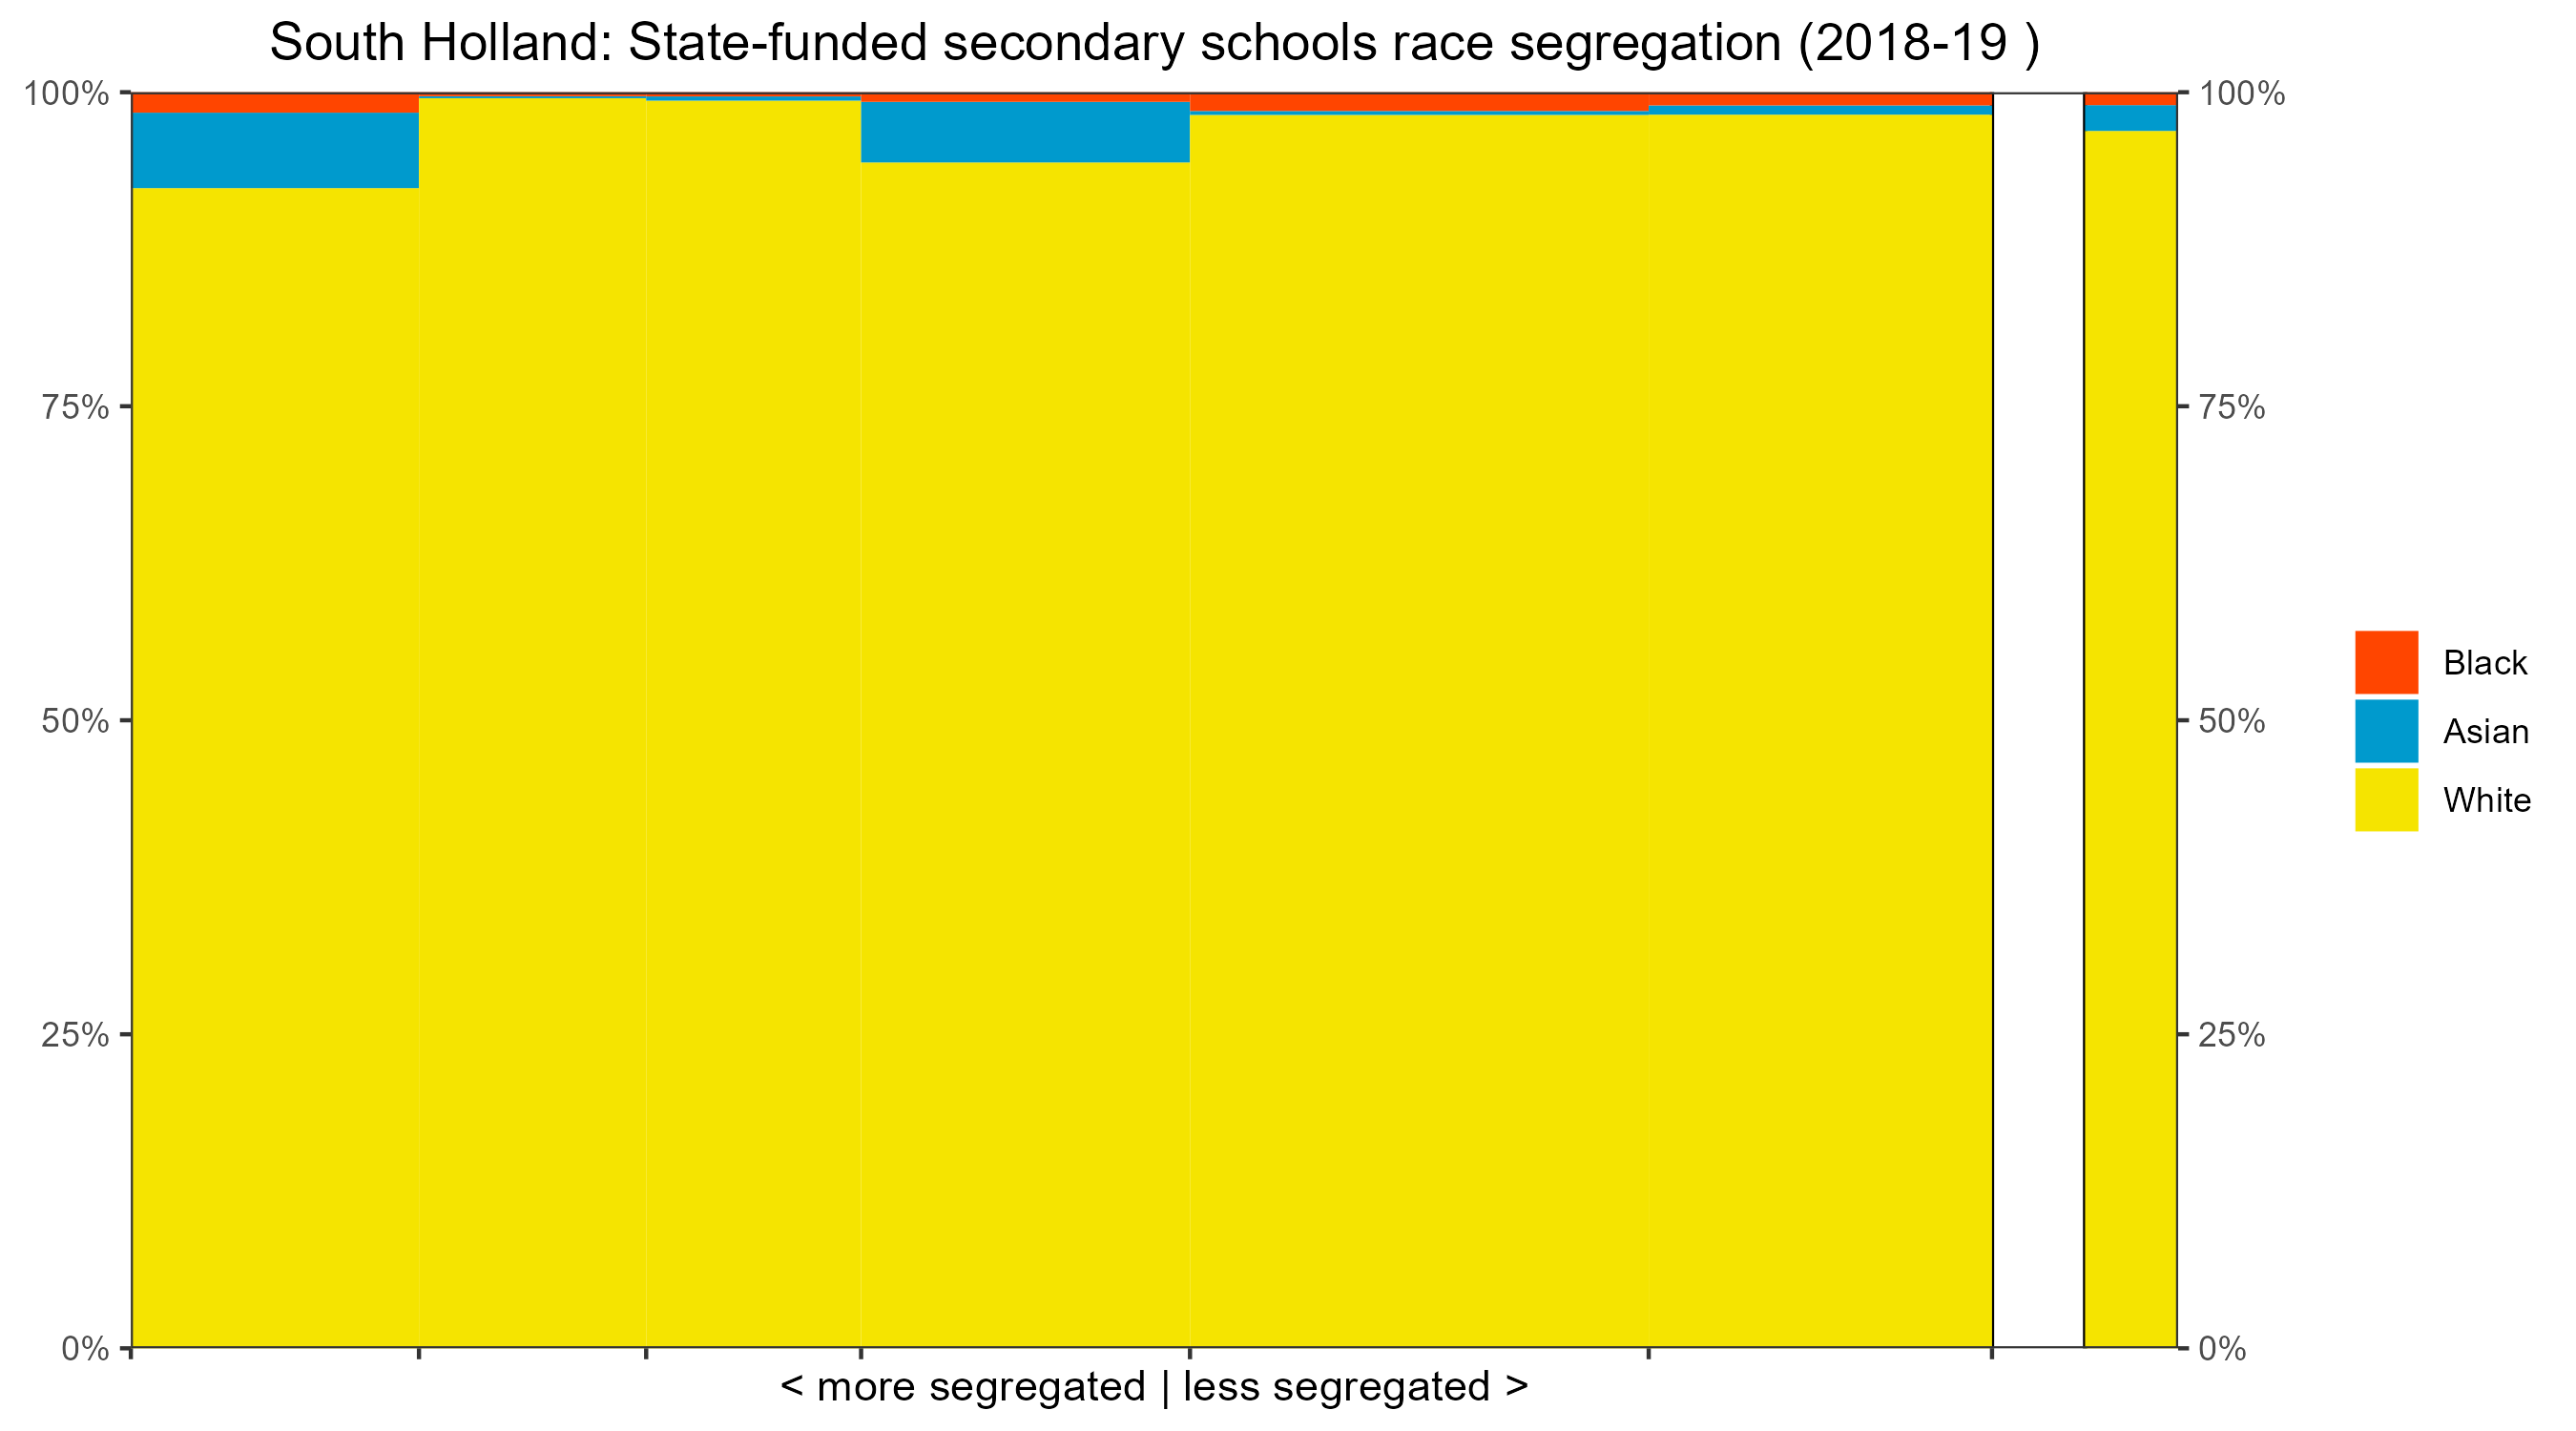 South Holland: State-funded secondary schools race segregation (2018-19 )
100%
75%
50%
25%
0%
100%
75%
50%
25%
0%
Black
Asian
White
< more segregated | less segregated >